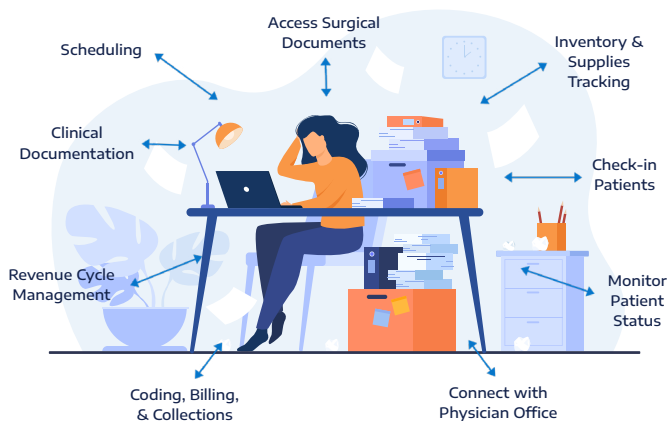 Access Surgical
Documents
Scheduling
Inventory &
Supplies
Tracking
Clinical
Documentation
Check-in
Patients
Revenue Cycle
Management
Monitor
Patient
Status
Coding, Billing,
& Collections
Connect with
Physician Office